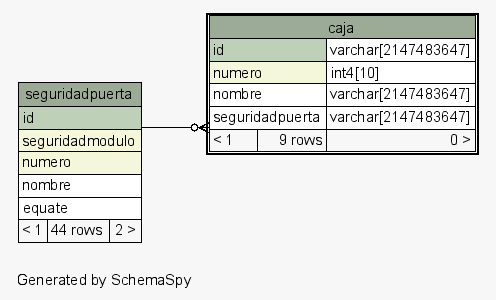 caja
id varchar[2147483647]
numero int4[10]
nombre varchar[2147483647]
seguridadpuerta varchar[2147483647]
< 1 9 rows 0 >
seguridadpuerta
id
seguridadmodulo
numero
nombre
equate
< 1 44 rows 2 >
Generated by SchemaSpy